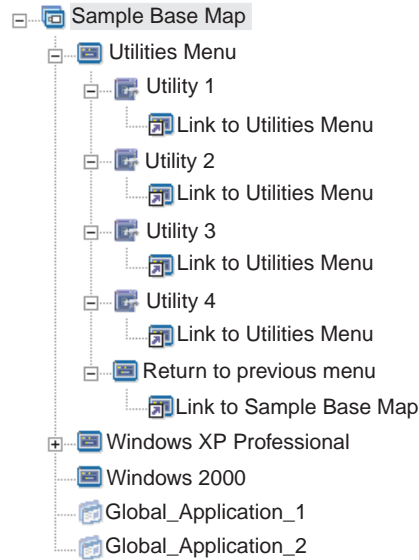 Sample Base Map
Utilities Menu
Utility 1
Link to Utilities Menu
Utility 2
Link to Utilities Menu
Utility 3
Link to Utilities Menu
Utility 4
Link to Utilities Menu
Return to previous menu
Link to Sample Base Map
Windows XP Professional
Windows 2000
Global_Application_1
Global_Application_2